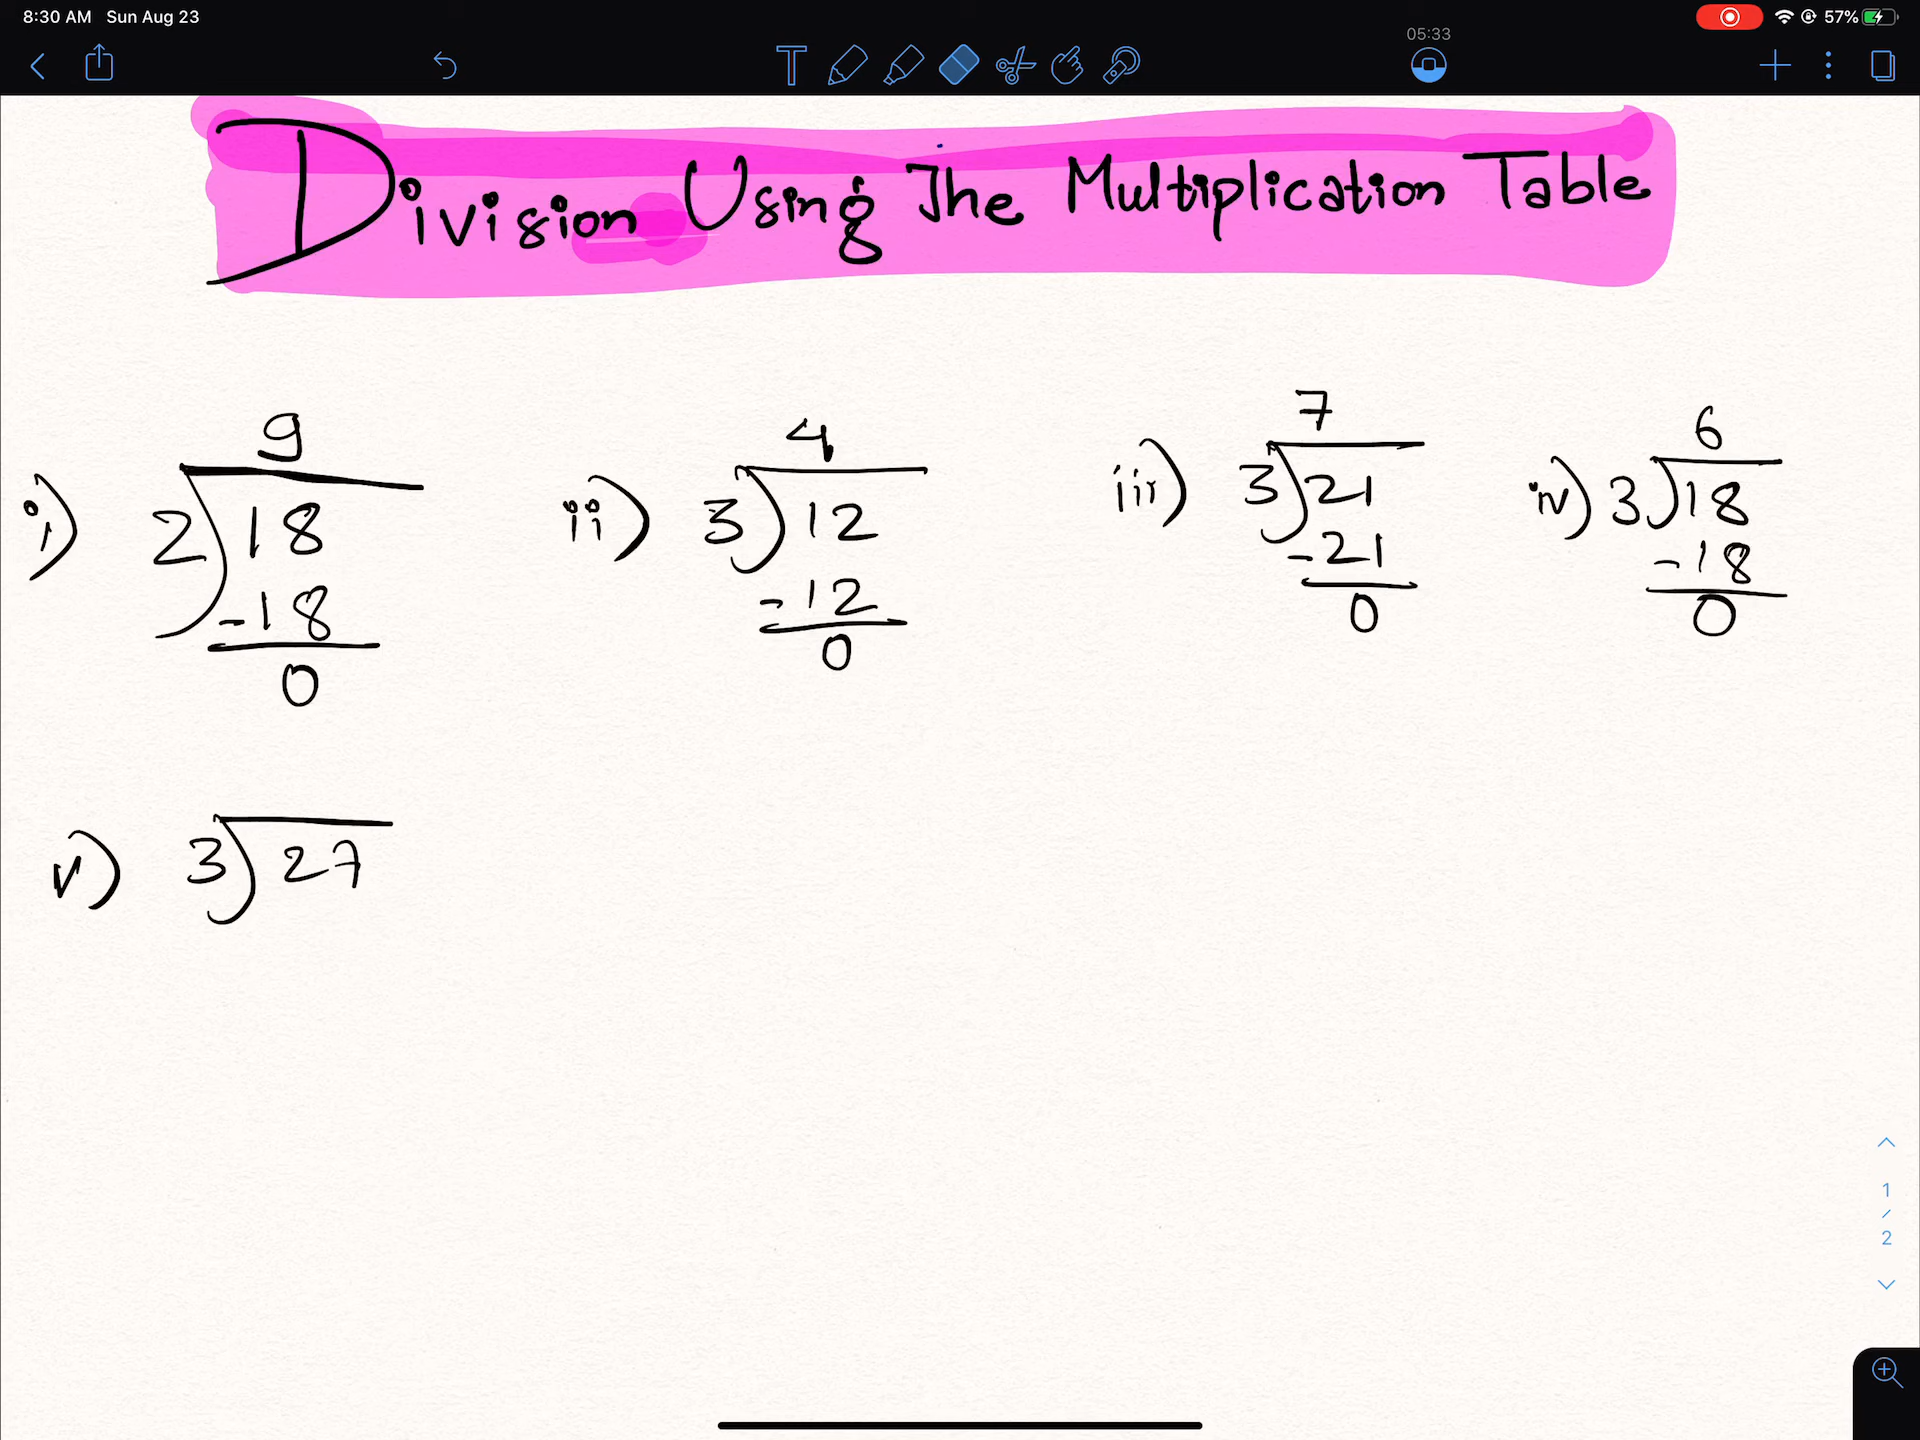 8:30 AM Sun Aug 23
57%
05:33
Division Using The Multiplication Table
i) 9
2)18
-18
0
ii) 4
3)12
-12
0
iii) 7
3)21
-21
0
iv) 6
3)18
-18
0
v) 3)27
1
/
2